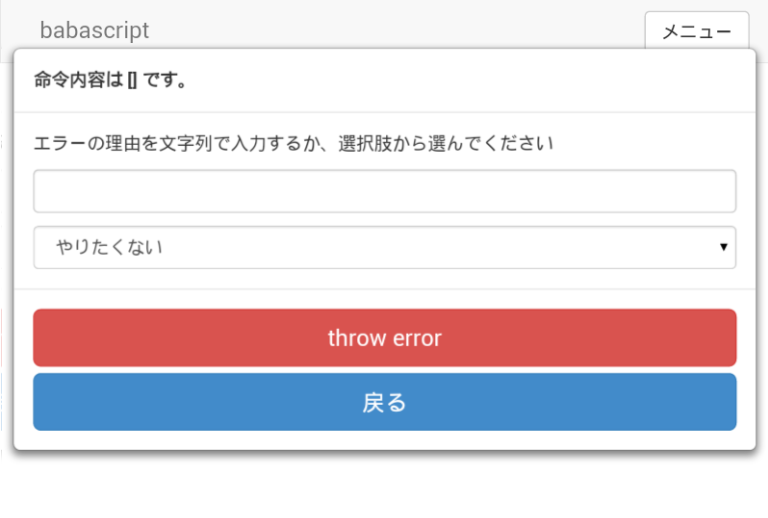 babascript
メニュー
命令内容は [] です。
エラーの理由を文字列で入力するか、選択肢から選んでください
やりたくない
throw error
戻る